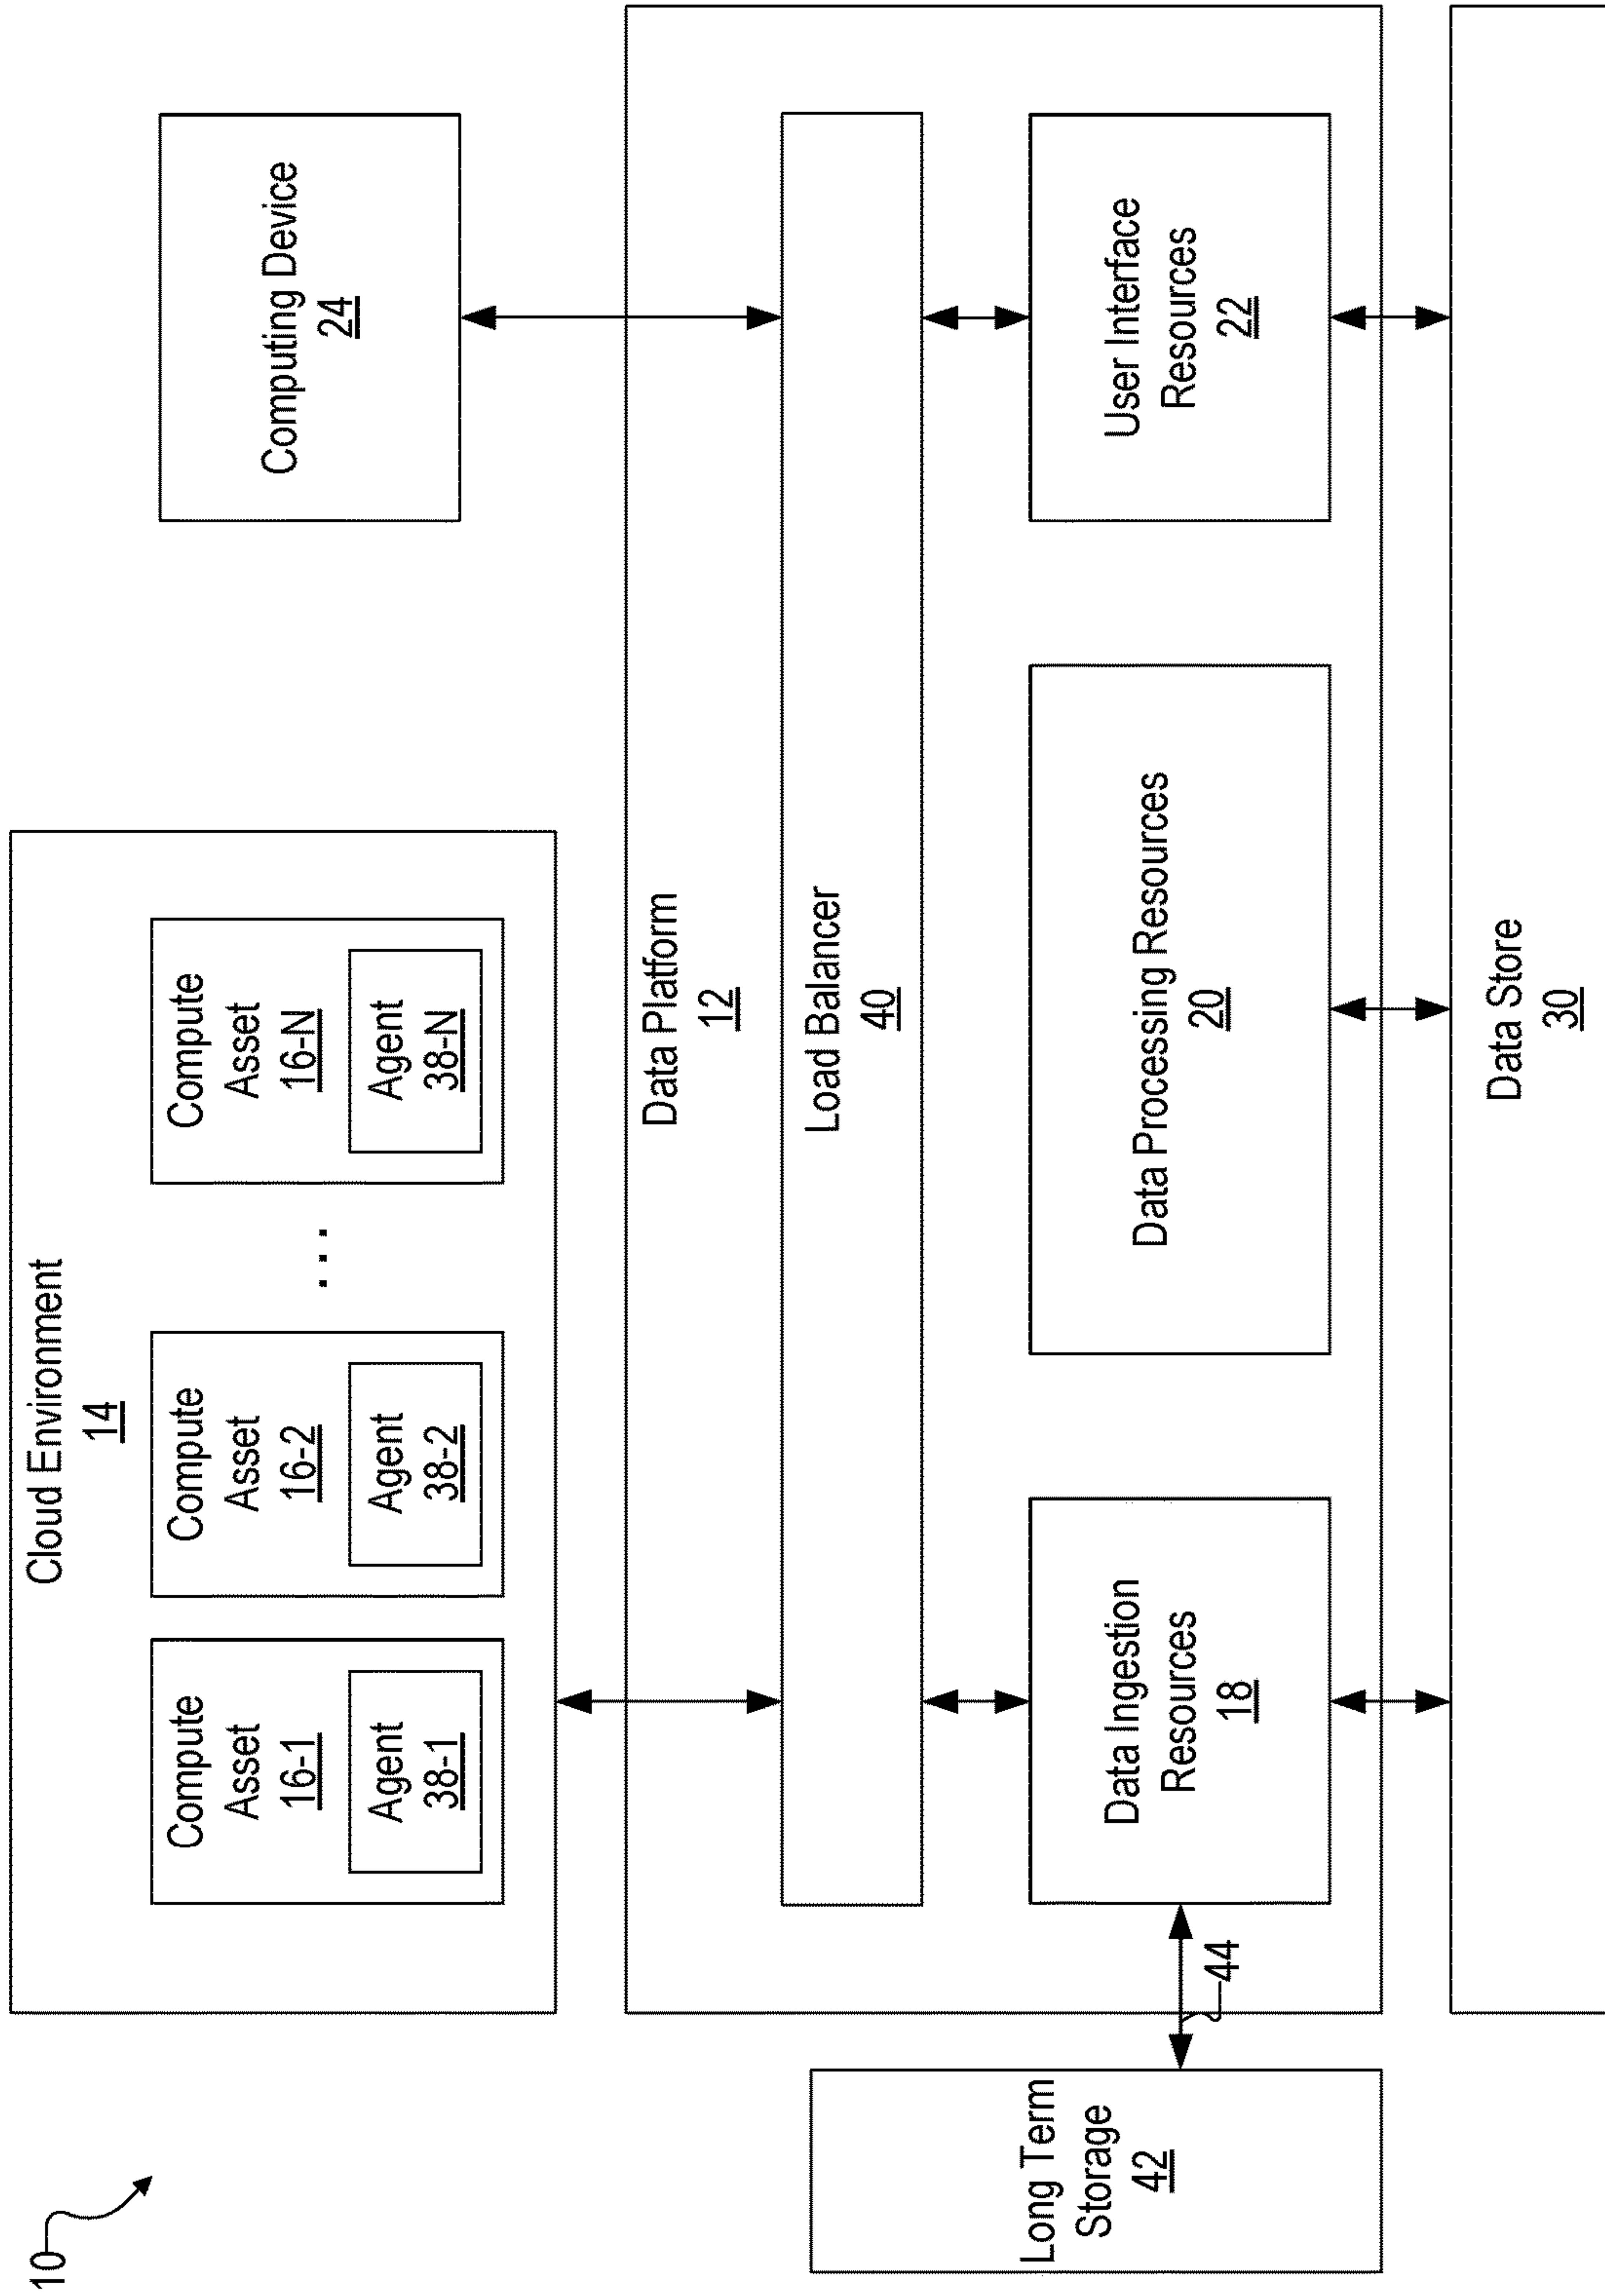 10
Cloud Environment
14
Compute
Asset
16-1
Agent
38-1
Compute
Asset
16-2
Agent
38-2
...
Compute
Asset
16-N
Agent
38-N
Computing Device
24
Data Platform
12
Load Balancer
40
Long Term
Storage
42
44
Data Ingestion
Resources
18
Data Processing Resources
20
User Interface
Resources
22
Data Store
30